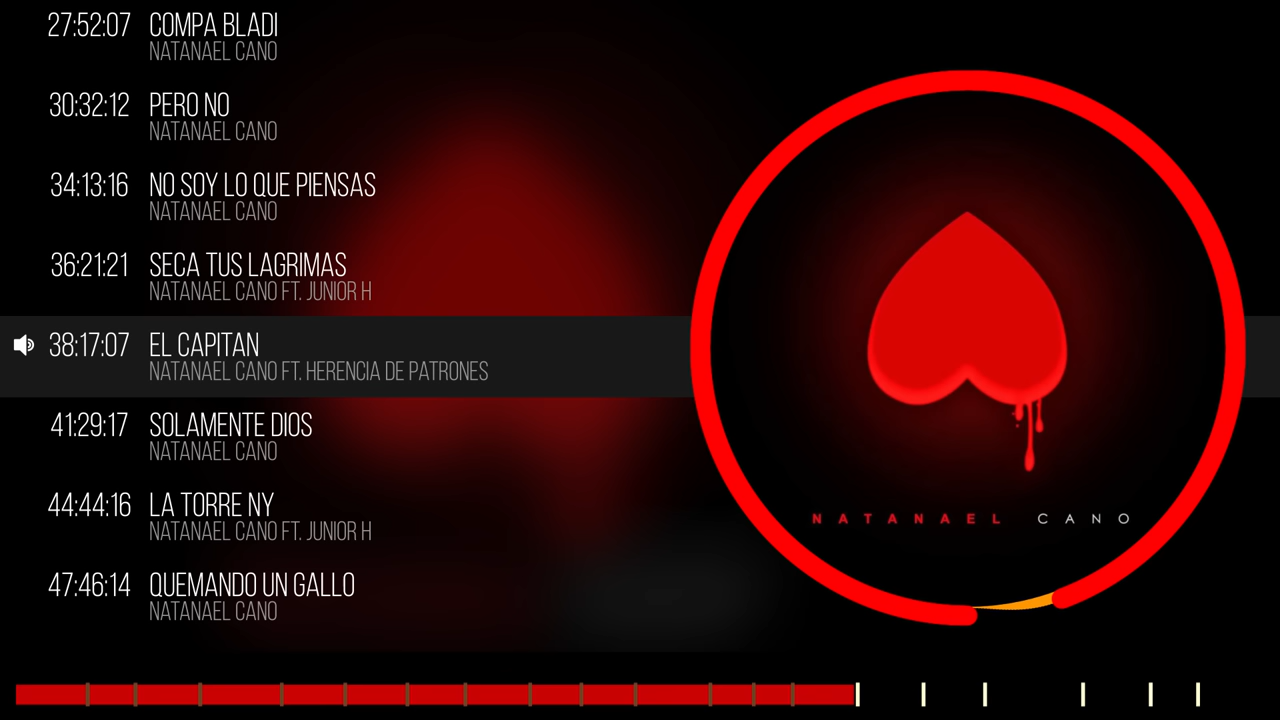 27:52:07 COMPA BLADI
NATANAEL CANO
30:32:12 PERO NO
NATANAEL CANO
34:13:16 NO SOY LO QUE PIENSAS
NATANAEL CANO
36:21:21 SECA TUS LAGRIMAS
NATANAEL CANO FT. JUNIOR H
38:17:07 EL CAPITAN
NATANAEL CANO FT. HERENCIA DE PATRONES
41:29:17 SOLAMENTE DIOS
NATANAEL CANO
44:44:16 LA TORRE NY
NATANAEL CANO FT. JUNIOR H
47:46:14 QUEMANDO UN GALLO
NATANAEL CANO
NATANAEL CANO